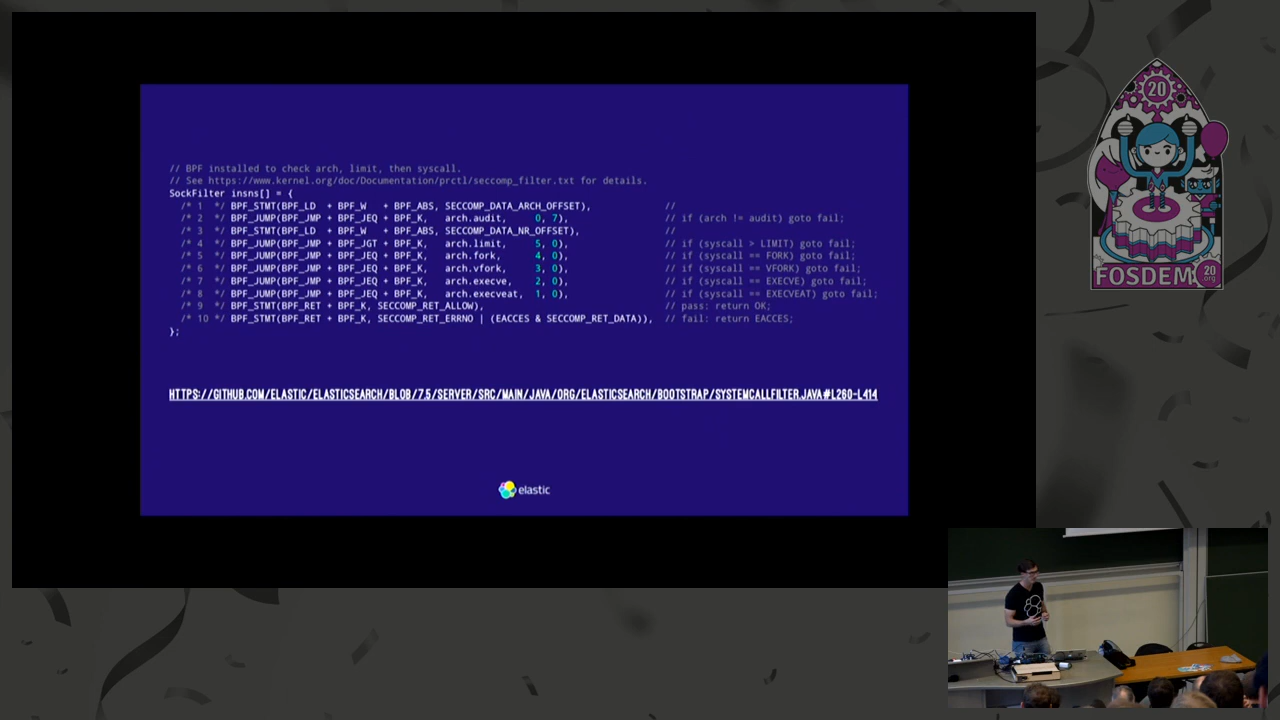 // BPF installed to check arch, limit, then syscall.
// See https://www.kernel.org/doc/Documentation/prctl/seccomp_filter.txt for details.
SockFilter insns[] = {
/* 1 */ BPF_STMT(BPF_LD + BPF_W + BPF_ABS, SECCOMP_DATA_ARCH_OFFSET), //
/* 2 */ BPF_JUMP(BPF_JMP + BPF_JEQ + BPF_K, arch.audit, 0, 7), // if (arch != audit) goto fail;
/* 3 */ BPF_STMT(BPF_LD + BPF_W + BPF_ABS, SECCOMP_DATA_NR_OFFSET), //
/* 4 */ BPF_JUMP(BPF_JMP + BPF_JGT + BPF_K, arch.limit, 5, 0), // if (syscall > LIMIT) goto fail;
/* 5 */ BPF_JUMP(BPF_JMP + BPF_JEQ + BPF_K, arch.fork, 4, 0), // if (syscall == FORK) goto fail;
/* 6 */ BPF_JUMP(BPF_JMP + BPF_JEQ + BPF_K, arch.vfork, 3, 0), // if (syscall == VFORK) goto fail;
/* 7 */ BPF_JUMP(BPF_JMP + BPF_JEQ + BPF_K, arch.execve, 2, 0), // if (syscall == EXECVE) goto fail;
/* 8 */ BPF_JUMP(BPF_JMP + BPF_JEQ + BPF_K, arch.execveat, 1, 0), // if (syscall == EXECVEAT) goto fail;
/* 9 */ BPF_STMT(BPF_RET + BPF_K, SECCOMP_RET_ALLOW), // pass: return OK;
/* 10 */ BPF_STMT(BPF_RET + BPF_K, SECCOMP_RET_ERRNO | (EACCES & SECCOMP_RET_DATA)), // fail: return EACCES;
};
HTTPS://GITHUB.COM/ELASTIC/ELASTICSEARCH/BLOB/7.5/SERVER/SRC/MAIN/JAVA/ORG/ELASTICSEARCH/BOOTSTRAP/SYSTEMCALLFILTER.JAVA#L260-L414
elastic
20
FOSDEM
20
.org